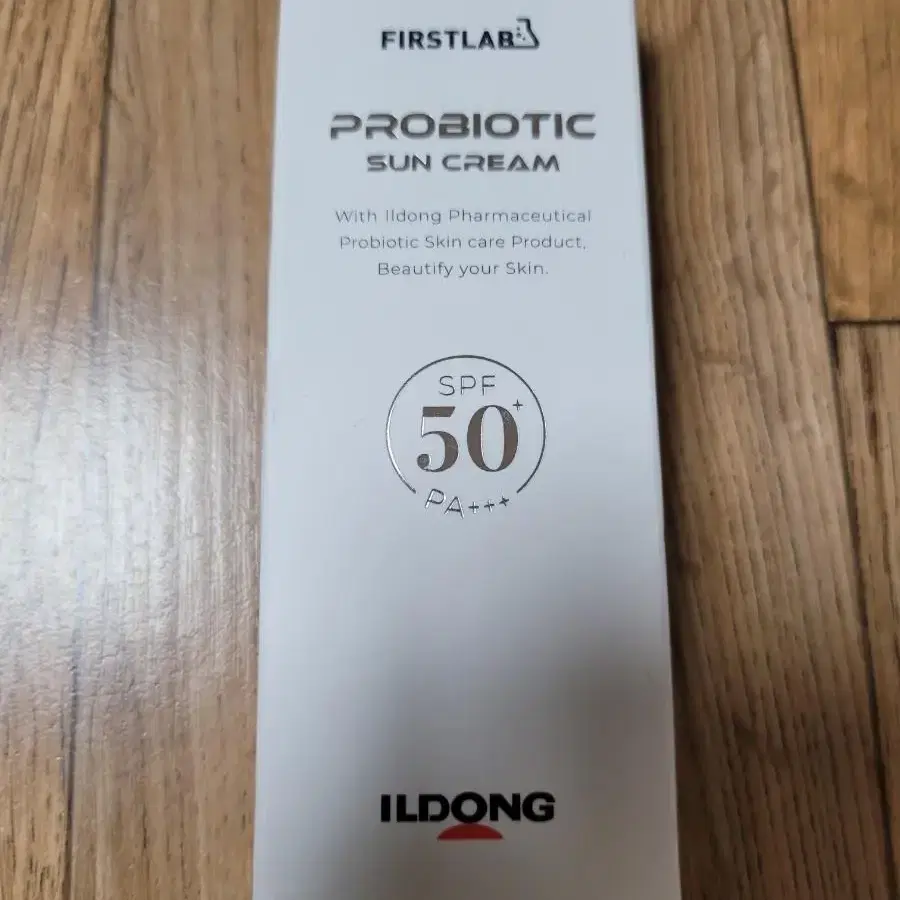 FIRSTLAB
PROBIOTIC
SUN CREAM
With Ildong Pharmaceutical
Probiotic Skin care Product,
Beautify your Skin.
SPF
50+
PA+++
ILDONG